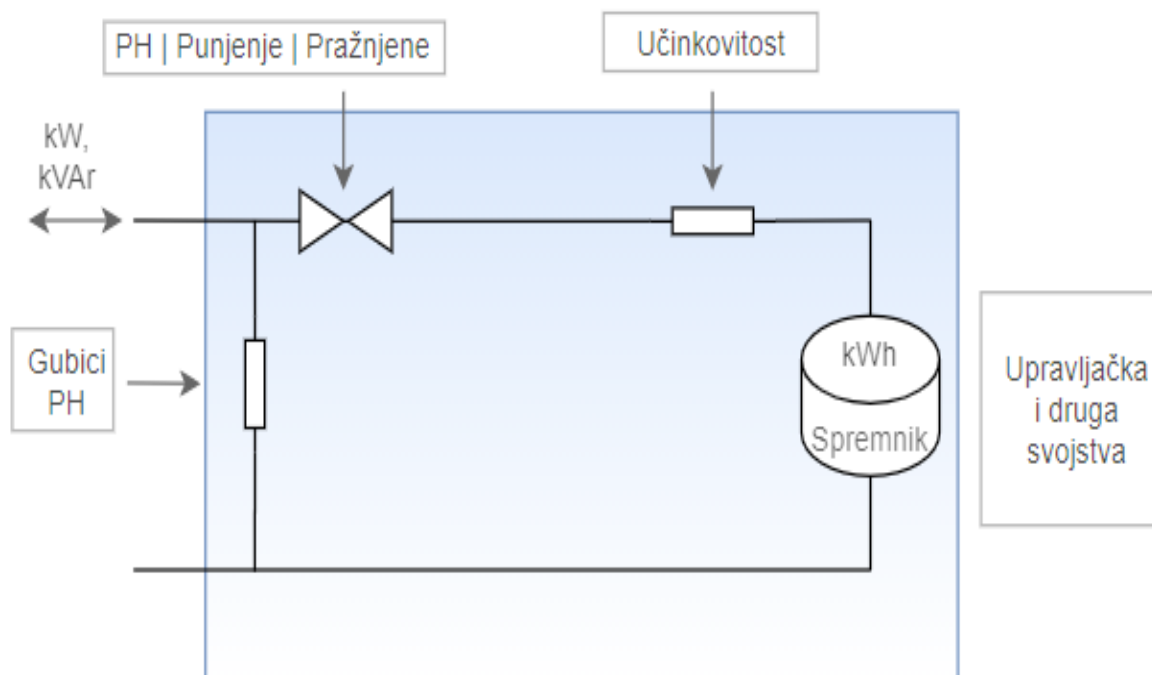 PH | Punjenje | Pražnjene
Učinkovitost
kW,
kVAr
Gubici
PH
kWh
Spremnik
Upravljačka
i druga
svojstva